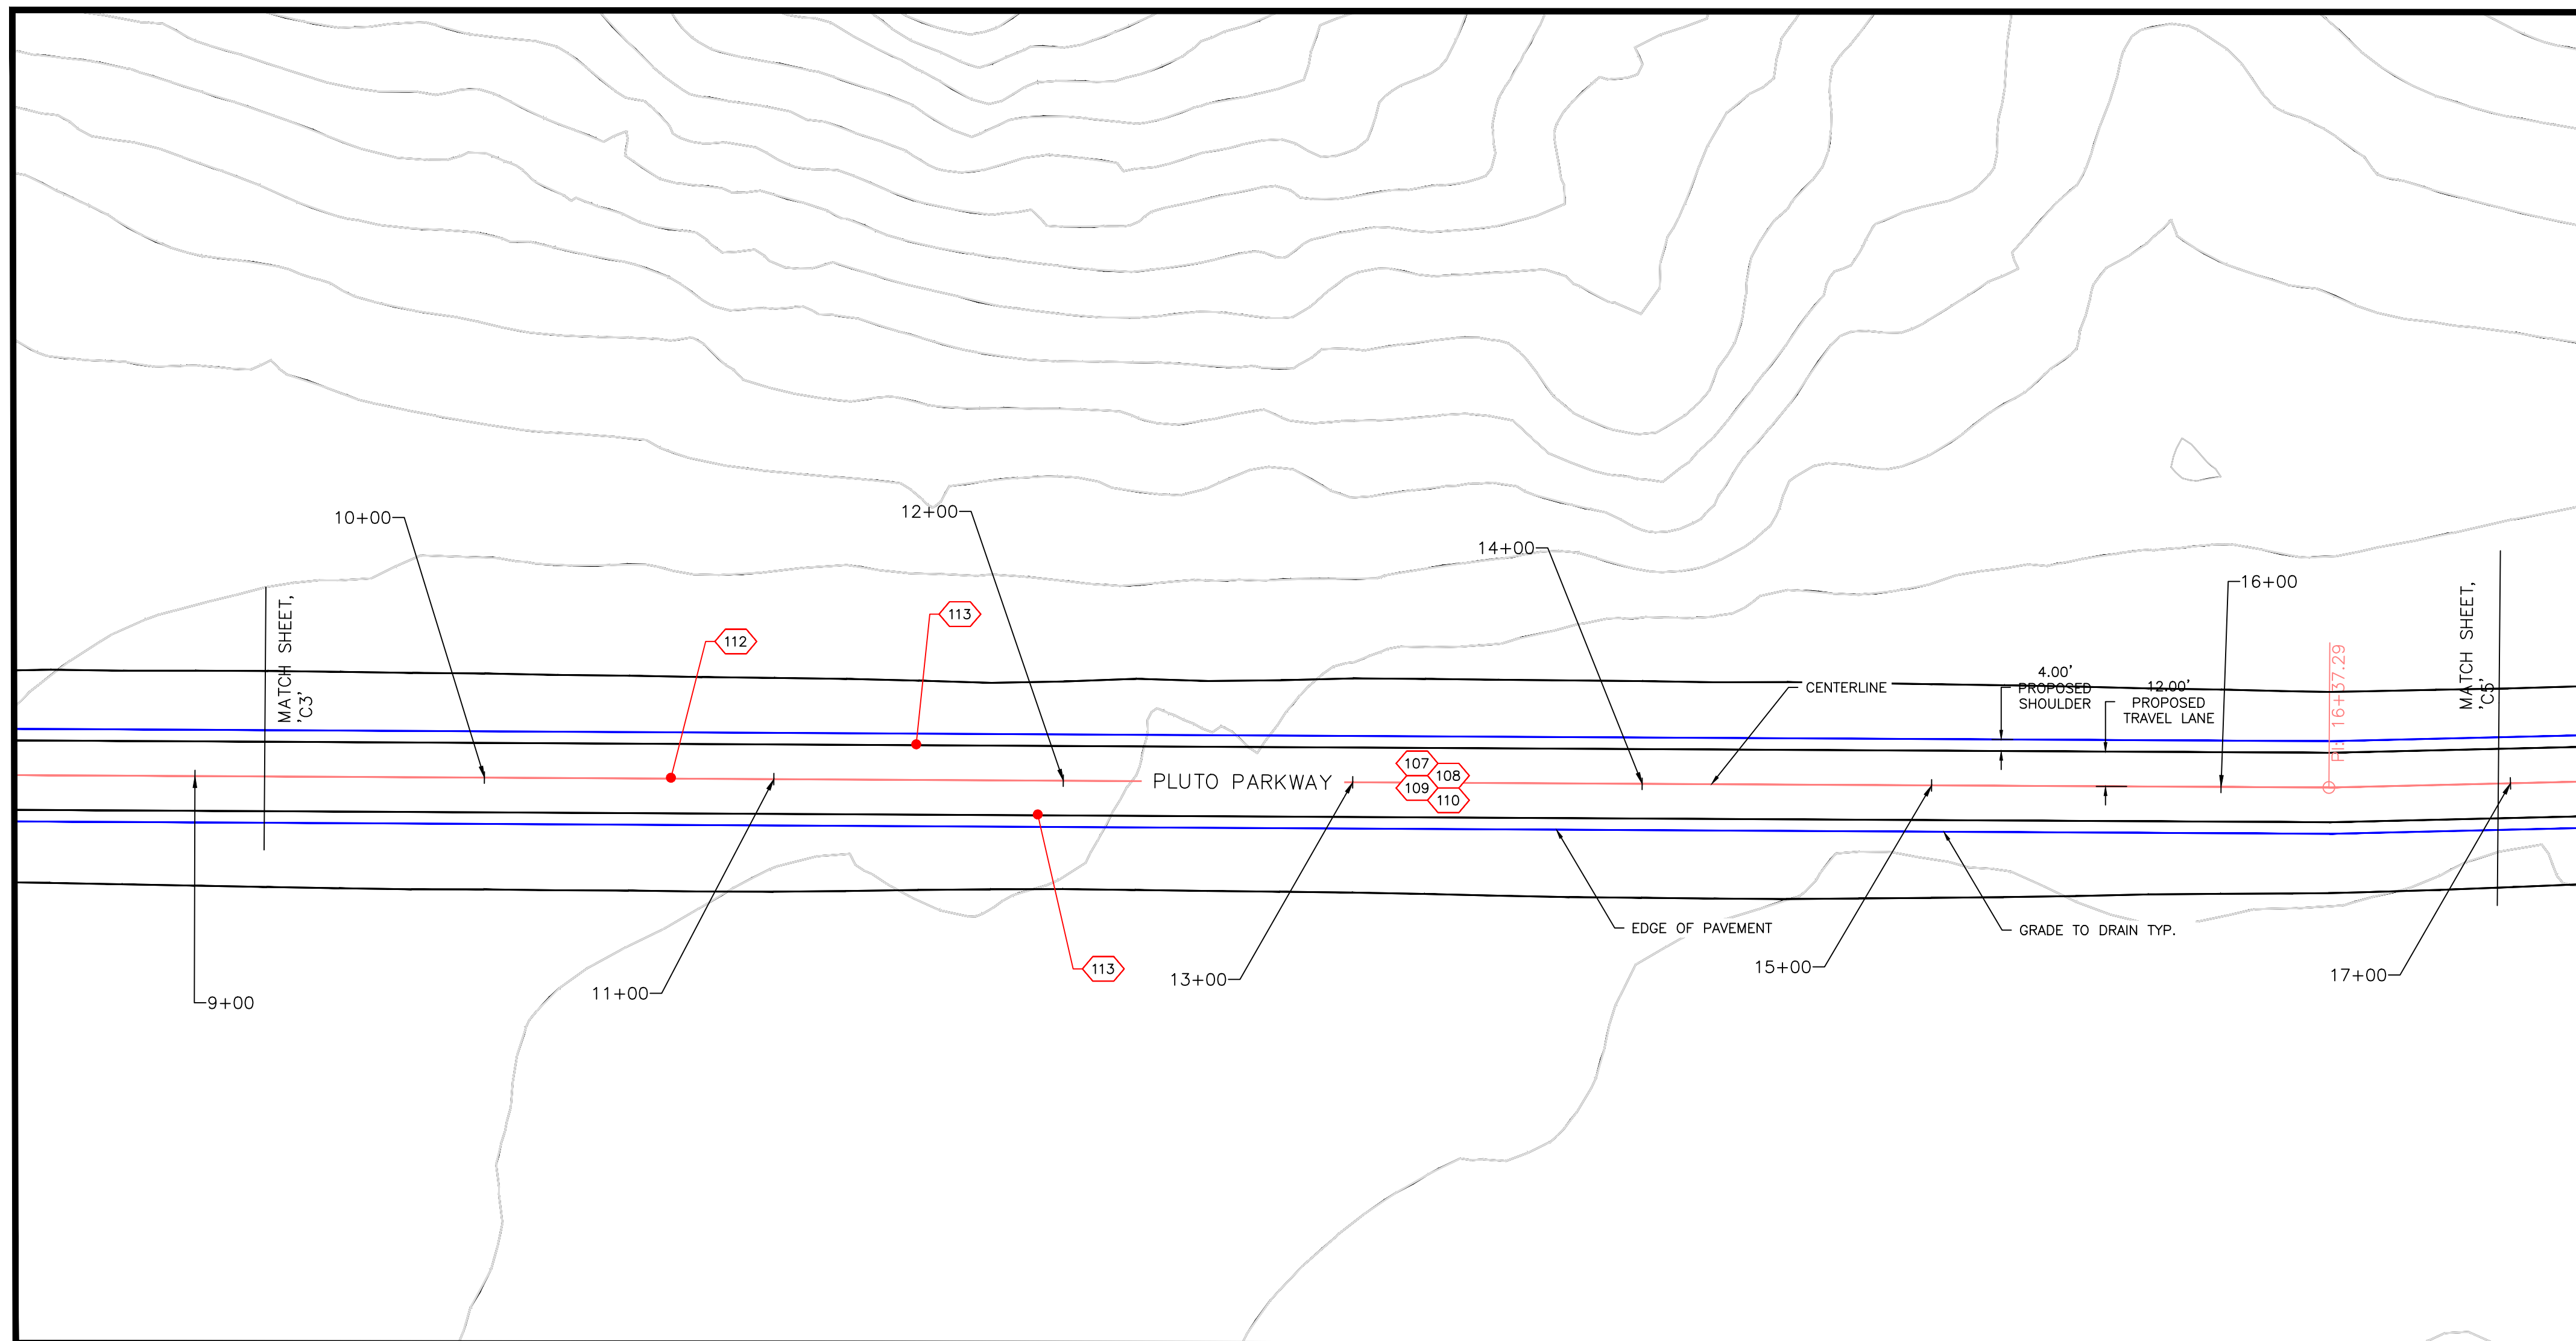 12+00
10+00
14+00
16+00
MATCH SHEET,
'C3'
113
112
MATCH SHEET,
'C5'
PI: 16+37.29
4.00'
PROPOSED
SHOULDER
12.00'
PROPOSED
TRAVEL LANE
CENTERLINE
PLUTO PARKWAY
107
108
109
110
EDGE OF PAVEMENT
GRADE TO DRAIN TYP.
113
9+00
11+00
13+00
15+00
17+00